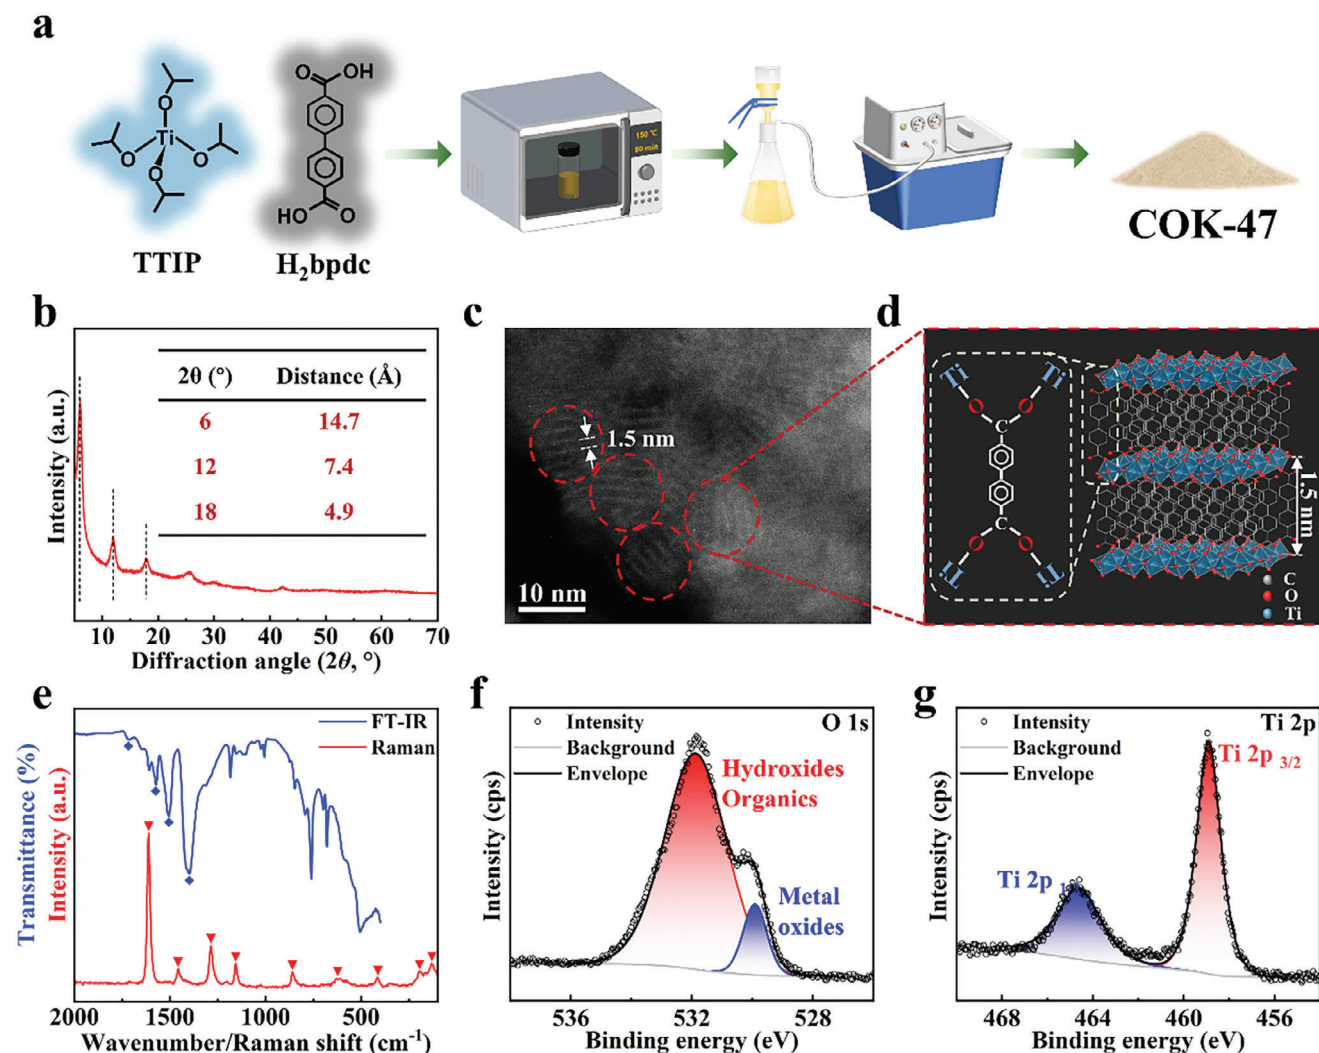 a
OH
O
O
Ti
O
O
O
HO
O
150 ℃
60 min
TTIP
H₂bpdc
COK-47
b
Intensity (a.u.)
2θ (°) Distance (Å)
6 14.7
12 7.4
18 4.9
10 20 30 40 50 60 70
Diffraction angle (2θ, °)
c
1.5 nm
10 nm
d
Ti Ti
O O
C
C
O O
Ti Ti
1.5 nm
C
O
Ti
e
FT-IR
Raman
Transmittance (%)
Intensity (a.u.)
2000 1500 1000 500
Wavenumber/Raman shift (cm⁻¹)
f
Intensity
Background
Envelope
O 1s
Hydroxides
Organics
Metal
oxides
Intensity (cps)
536 532 528
Binding energy (eV)
g
Intensity
Background
Envelope
Ti 2p
Ti 2p 3/2
Ti 2p
Intensity (cps)
468 464 460 456
Binding energy (eV)